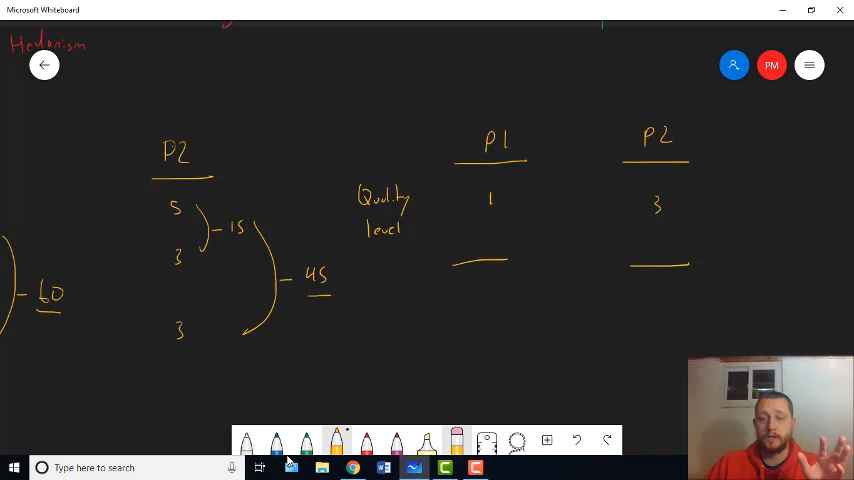 Microsoft Whiteboard
Hedonism
PM
P2
P1
P2
5
15
3
45
60
3
Quality
level
1
3
Type here to search